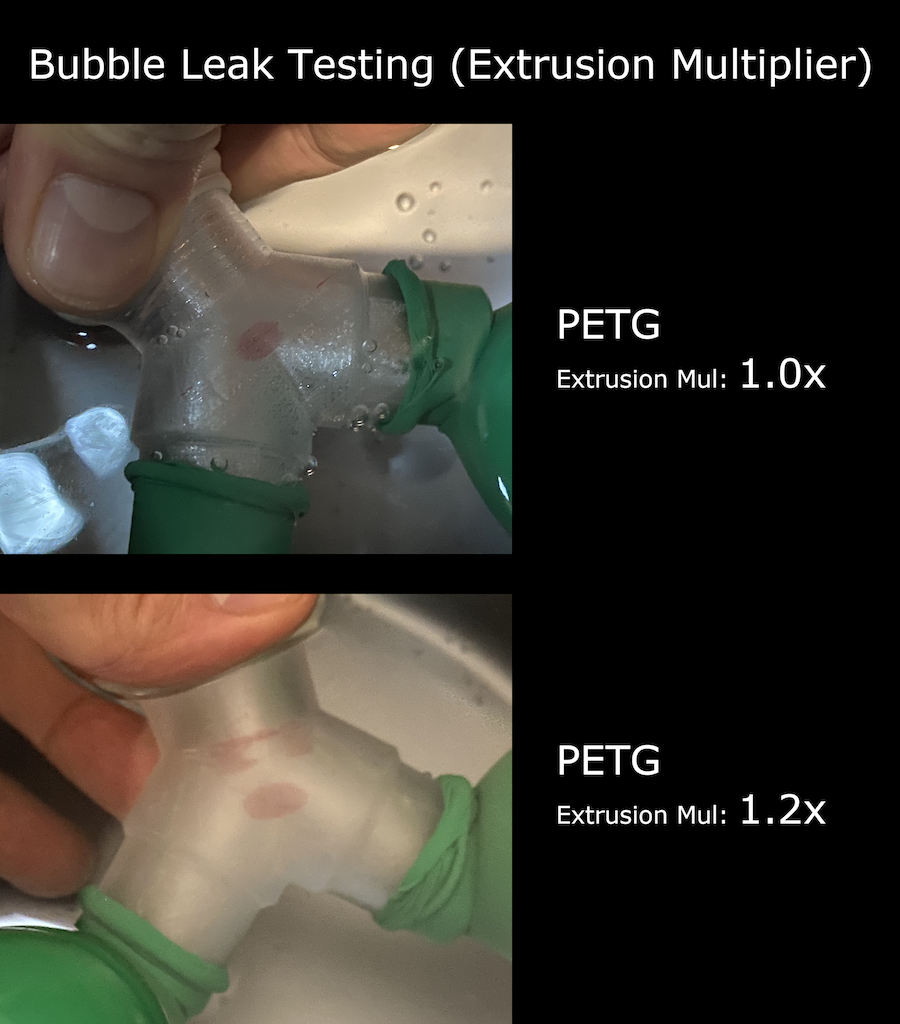 Bubble Leak Testing (Extrusion Multiplier)
PETG
Extrusion Mul: 1.0x
PETG
Extrusion Mul: 1.2x